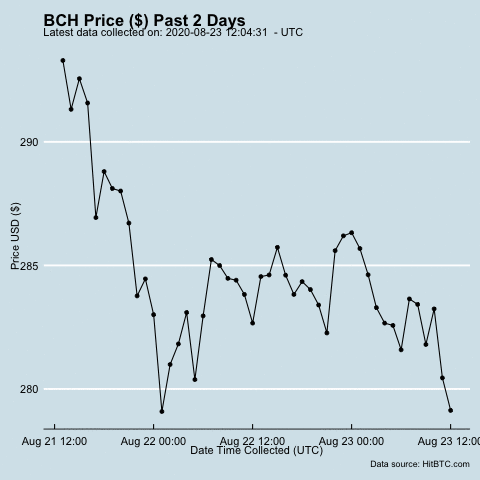 BCH Price ($) Past 2 Days
Latest data collected on: 2020-08-23 12:04:31 - UTC
290
Price USD ($)
285
280
Aug 21 12:00 Aug 22 00:00 Aug 22 12:00 Aug 23 00:00 Aug 23 12:00
Date Time Collected (UTC)
Data source: HitBTC.com